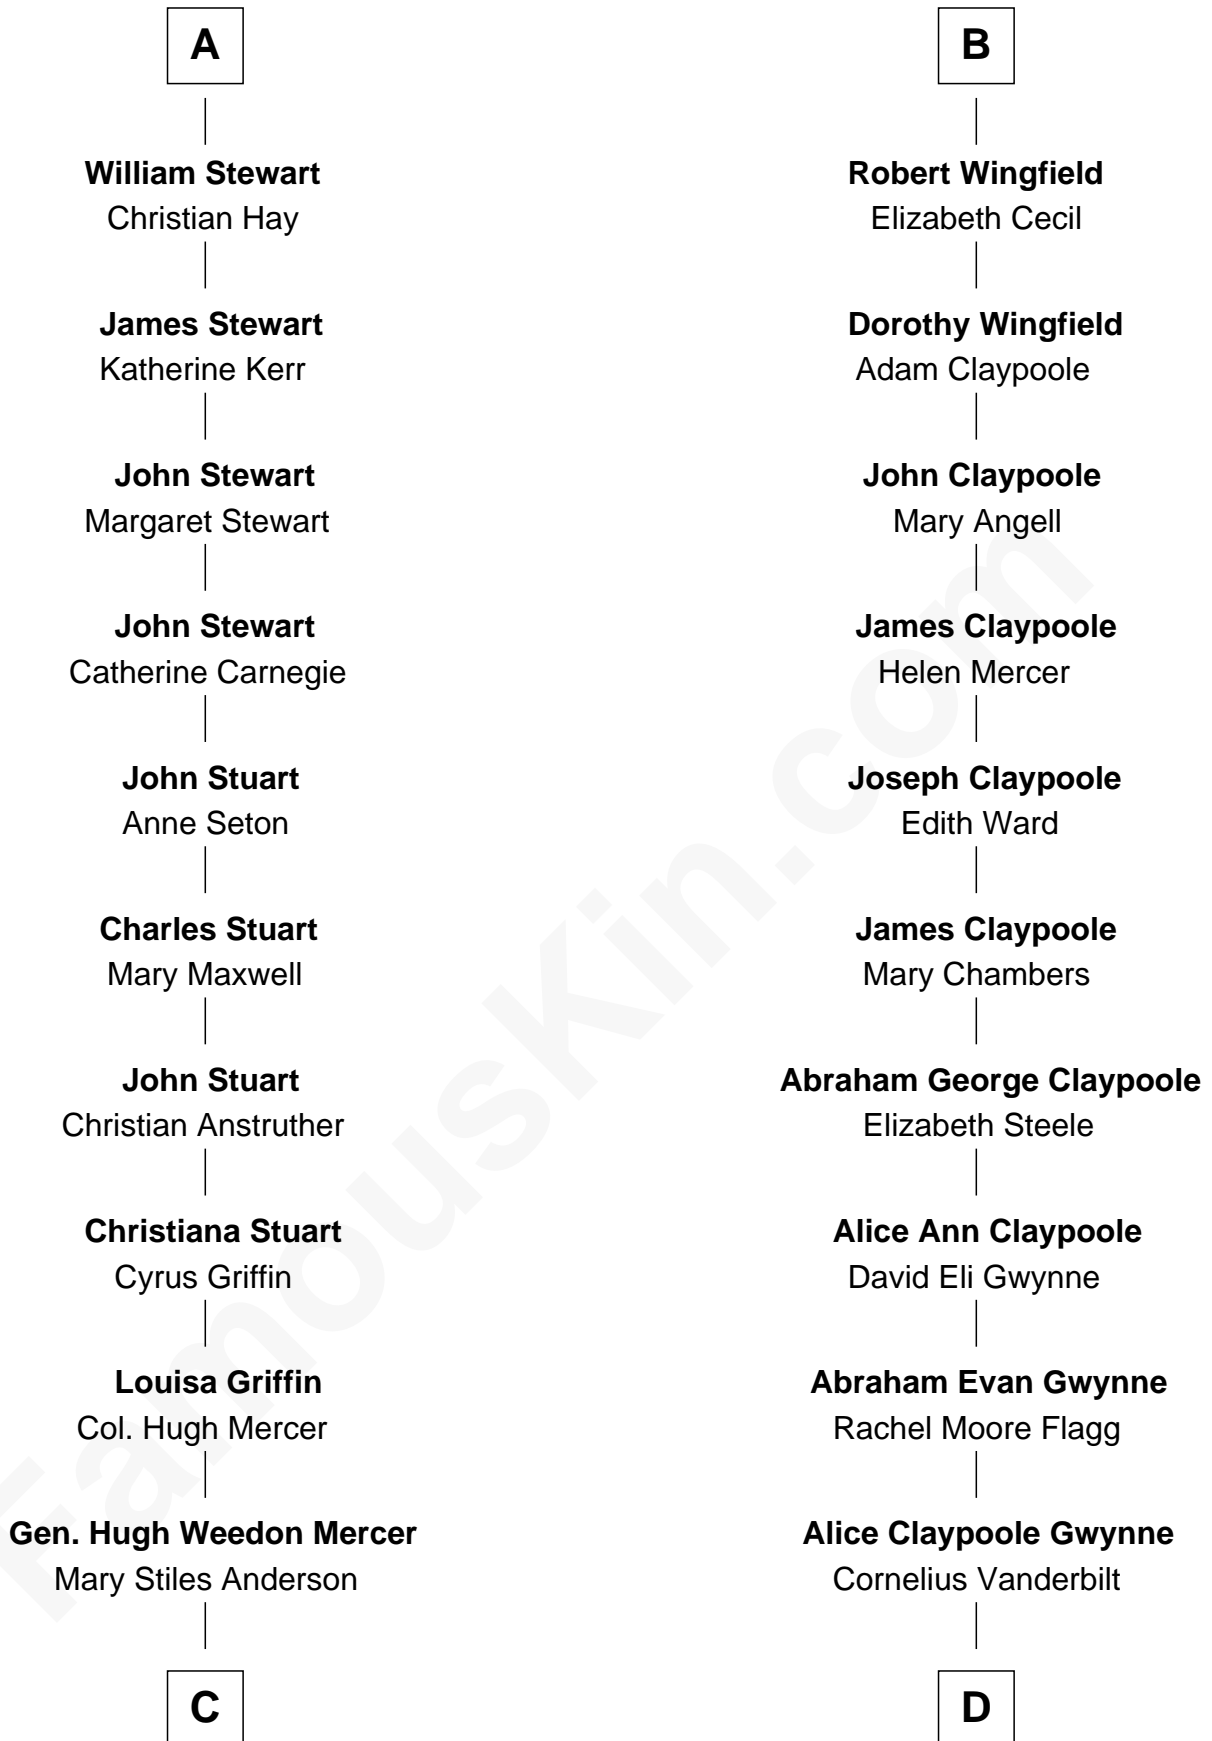 A
William Stewart
Christian Hay
James Stewart
Katherine Kerr
John Stewart
Margaret Stewart
John Stewart
Catherine Carnegie
John Stuart
Anne Seton
Charles Stuart
Mary Maxwell
John Stuart
Christian Anstruther
Christiana Stuart
Cyrus Griffin
Louisa Griffin
Col. Hugh Mercer
Gen. Hugh Weedon Mercer
Mary Stiles Anderson
C
B
Robert Wingfield
Elizabeth Cecil
Dorothy Wingfield
Adam Claypoole
John Claypoole
Mary Angell
James Claypoole
Helen Mercer
Joseph Claypoole
Edith Ward
James Claypoole
Mary Chambers
Abraham George Claypoole
Elizabeth Steele
Alice Ann Claypoole
David Eli Gwynne
Abraham Evan Gwynne
Rachel Moore Flagg
Alice Claypoole Gwynne
Cornelius Vanderbilt
D
FamousKin.com